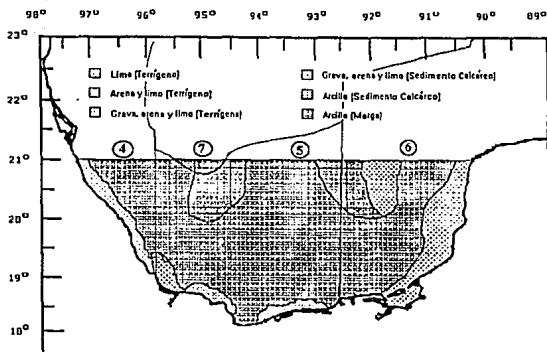 98° 97° 96° 95° 94° 93° 92° 91° 90° 89°
23°
22°
21°
20°
19°
18°
Limo (Terrígeno)
Arena y limo (Terrígeno)
Grava, arena y limo (Terrígeno)
Grava, arena y limo (Sedimento Calcáreo)
Arcilla (Sedimento Calcáreo)
Arcilla (Marga)
4 7 5 6